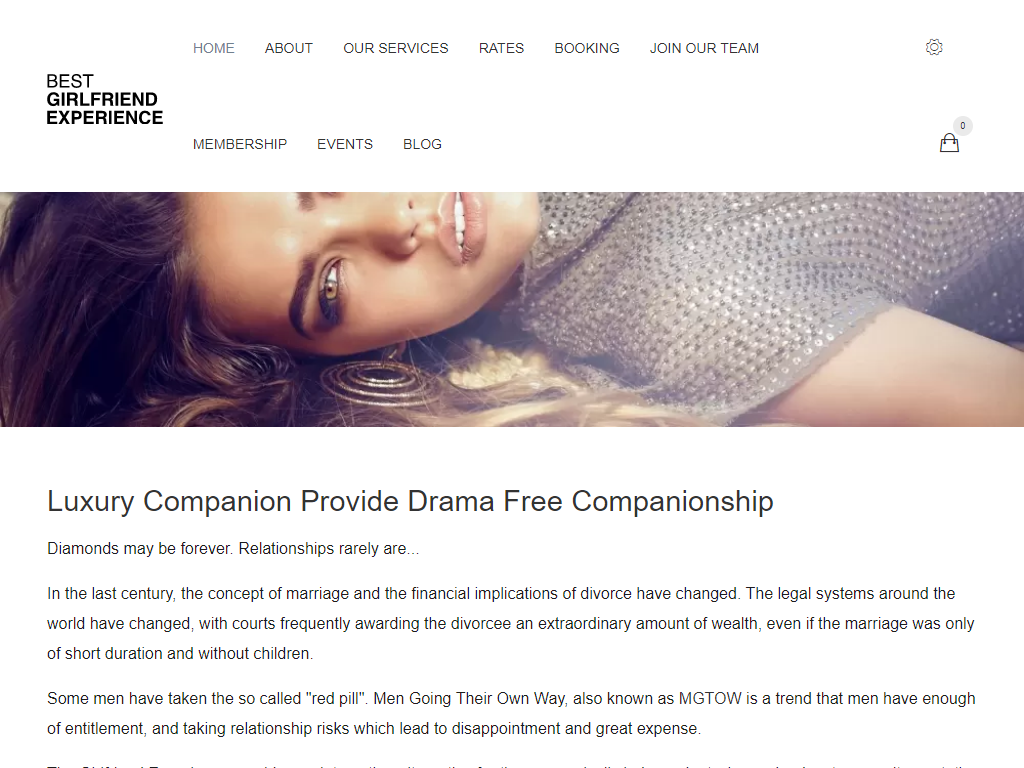 HOME ABOUT OUR SERVICES RATES BOOKING JOIN OUR TEAM
BEST
GIRLFRIEND
EXPERIENCE
0
MEMBERSHIP EVENTS BLOG
Luxury Companion Provide Drama Free Companionship
Diamonds may be forever. Relationships rarely are...
In the last century, the concept of marriage and the financial implications of divorce have changed. The legal systems around the
world have changed, with courts frequently awarding the divorcee an extraordinary amount of wealth, even if the marriage was only
of short duration and without children.
Some men have taken the so called "red pill". Men Going Their Own Way, also known as MGTOW is a trend that men have enough
of entitlement, and taking relationship risks which lead to disappointment and great expense.